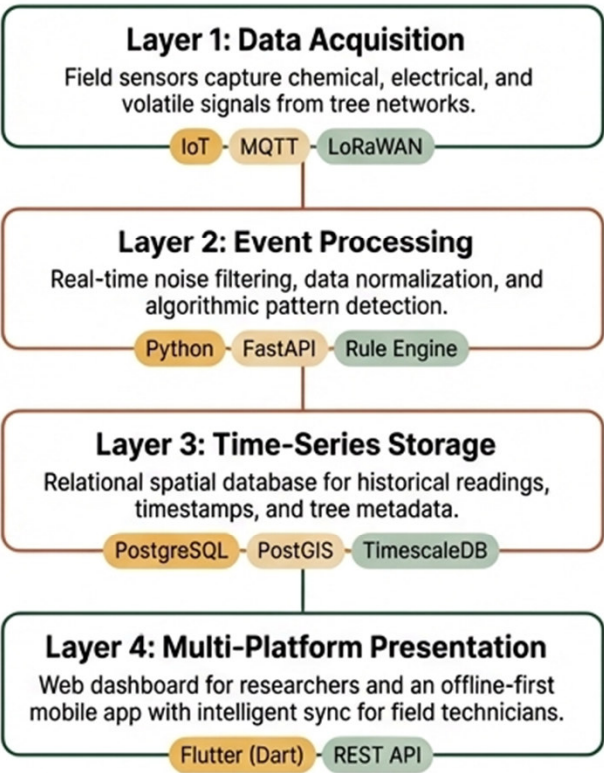 Layer 1: Data Acquisition
Field sensors capture chemical, electrical, and
volatile signals from tree networks.
IoT MQTT LoRaWAN
Layer 2: Event Processing
Real-time noise filtering, data normalization, and
algorithmic pattern detection.
Python FastAPI Rule Engine
Layer 3: Time-Series Storage
Relational spatial database for historical readings,
timestamps, and tree metadata.
PostgreSQL PostGIS TimescaleDB
Layer 4: Multi-Platform Presentation
Web dashboard for researchers and an offline-first
mobile app with intelligent sync for field technicians.
Flutter (Dart) REST API